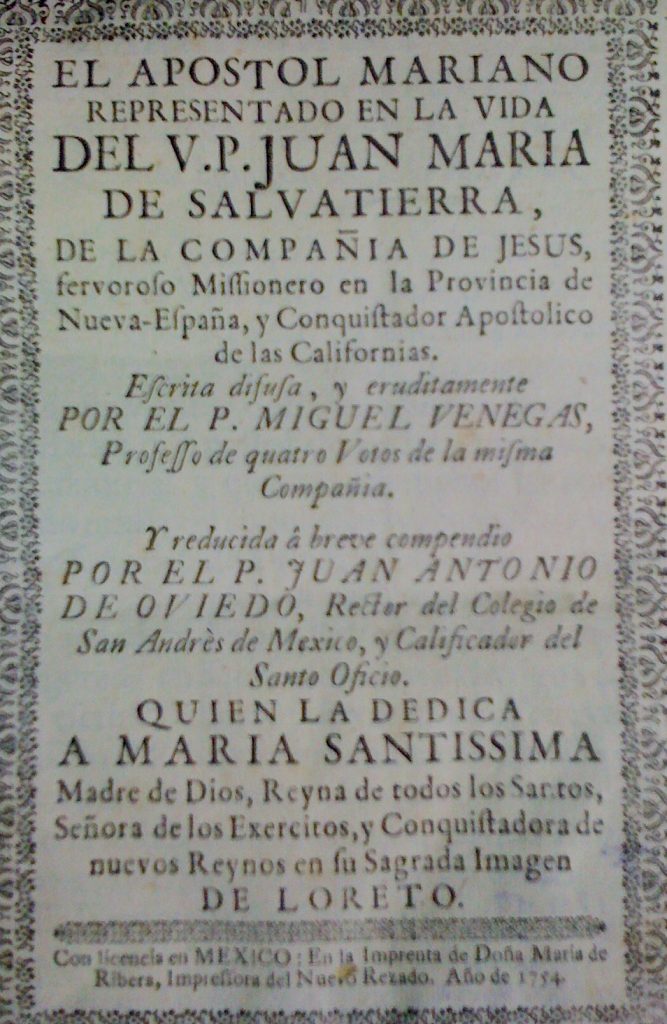 EL APOSTOL MARIANO
REPRESENTADO EN LA VIDA
DEL V.P. JUAN MARIA
DE SALVATIERRA,
DE LA COMPAÑIA DE JESUS,
fervoroſo Miſſionero en la Provincia de
Nueva-Eſpaña, y Conquiſtador Apoſtolico
de las Californias.
Eſcrita difuſa, y eruditamente
POR EL P. MIGUEL VENEGAS,
Profeſſo de quatro Votos de la miſma
Compañia.
Y reducida â breve compendio
POR EL P. JUAN ANTONIO
DE OVIEDO, Rector del Colegio de
San Andrès de Mexico, y Calificador del
Santo Oficio.
QUIEN LA DEDICA
A MARIA SANTISSIMA
Madre de Dios, Reyna de todos los Santos,
Señora de los Exercitos, y Conquiſtadora de
nuevos Reynos en ſu Sagrada Imagen
DE LORETO.
Con licencia en MEXICO: En la Imprenta de Doña Maria de
Ribera, Impreſſora del Nuevo Rezado. Año de 1754.